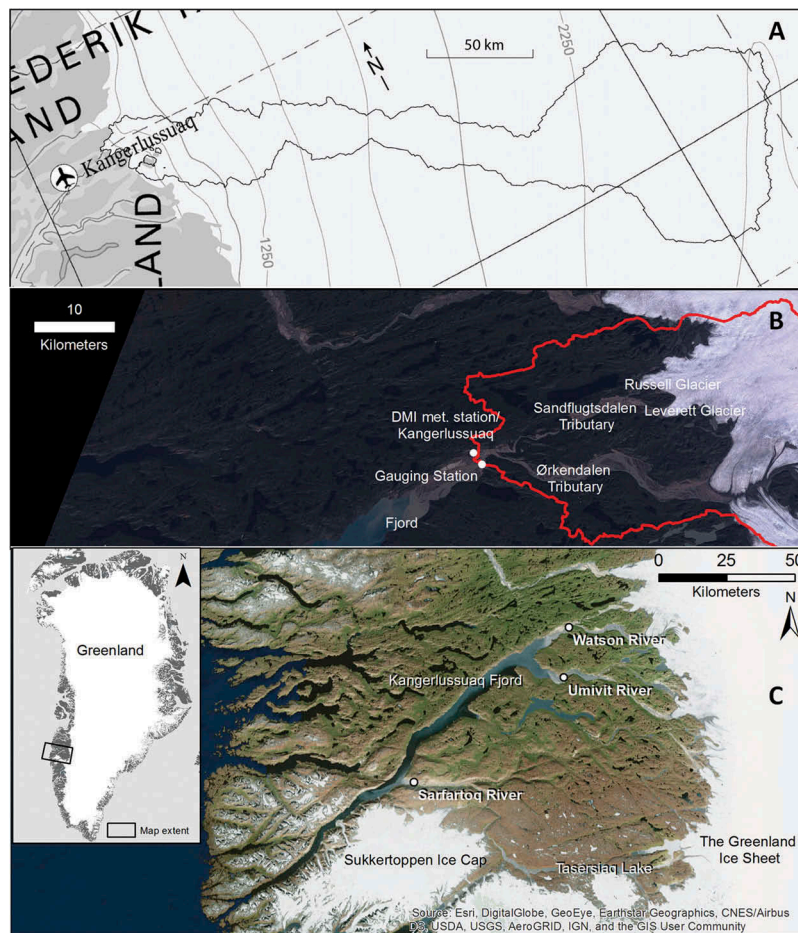 EDERIK
LAND
A
50 km
N
2250
Kangerlussuaq
LAND
1250
10
Kilometers
B
Russell Glacier
DMI met. station/
Kangerlussuaq
Sandflugtsdalen
Tributary
Leverett Glacier
Gauging Station
Ørkendalen
Tributary
Fjord
N
Greenland
Map extent
0 25 50
Kilometers
N
Watson River
Kangerlussuaq Fjord
Umivit River
C
Sarfartoq River
Sukkertoppen Ice Cap
The Greenland
Ice Sheet
Tasersiaq Lake
Source: Esri, DigitalGlobe, GeoEye, Earthstar Geographics, CNES/Airbus
DS, USDA, USGS, AeroGRID, IGN, and the GIS User Community